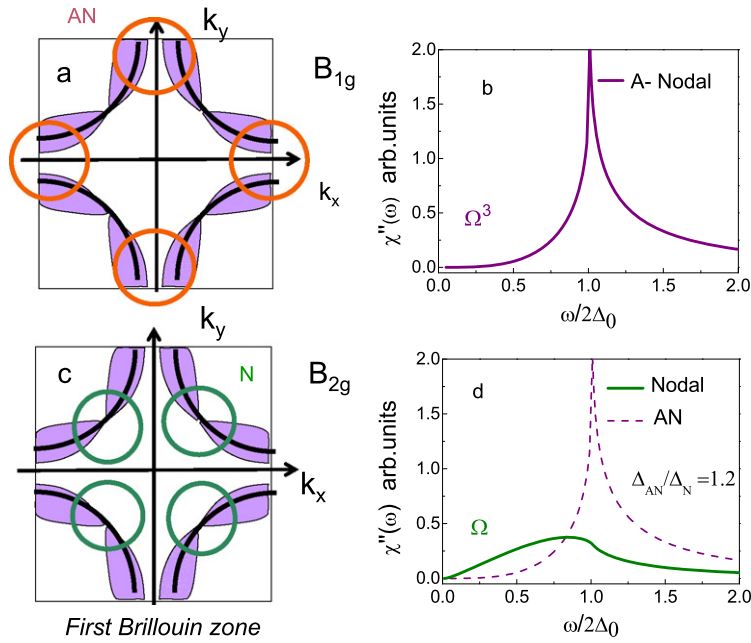 AN
k_y
a
B_1g
k_x
b
A- Nodal
χ"(ω) arb.units
2.0
1.5
1.0
0.5
0.0
Ω^3
0.0 0.5 1.0 1.5 2.0
ω/2Δ_0
k_y
c
N
B_2g
k_x
First Brillouin zone
d
Nodal
AN
Δ_AN/Δ_N =1.2
χ"(ω) arb.units
2.0
1.5
1.0
0.5
0.0
Ω
0.0 0.5 1.0 1.5 2.0
ω/2Δ_0